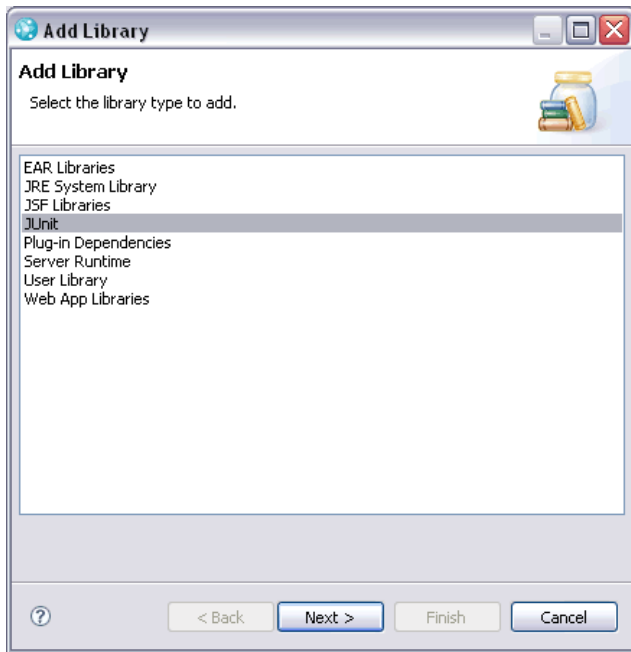 Add Library
Add Library
Select the library type to add.
EAR Libraries
JRE System Library
JSF Libraries
JUnit
Plug-in Dependencies
Server Runtime
User Library
Web App Libraries
?
< Back Next > Finish Cancel